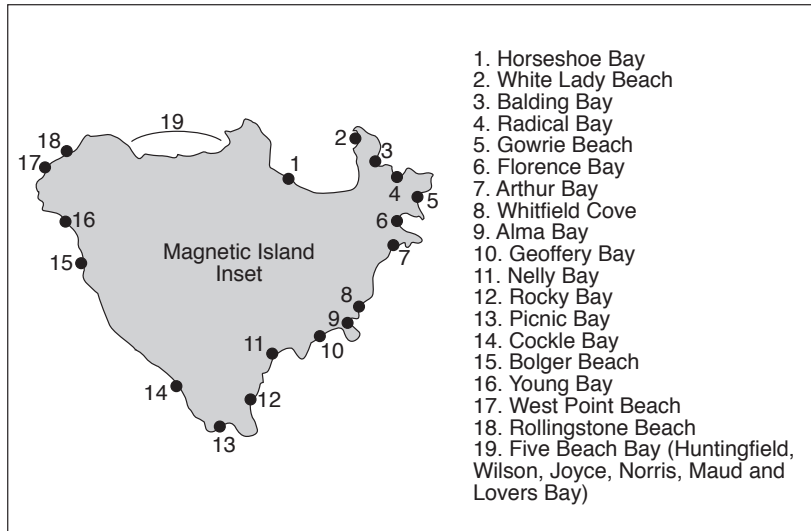 19
18
17
2
3
1
4
5
16
6
Magnetic Island
Inset
7
15
8
9
10
11
14
12
13
1. Horseshoe Bay
2. White Lady Beach
3. Balding Bay
4. Radical Bay
5. Gowrie Beach
6. Florence Bay
7. Arthur Bay
8. Whitfield Cove
9. Alma Bay
10. Geoffery Bay
11. Nelly Bay
12. Rocky Bay
13. Picnic Bay
14. Cockle Bay
15. Bolger Beach
16. Young Bay
17. West Point Beach
18. Rollingstone Beach
19. Five Beach Bay (Huntingfield,
Wilson, Joyce, Norris, Maud and
Lovers Bay)